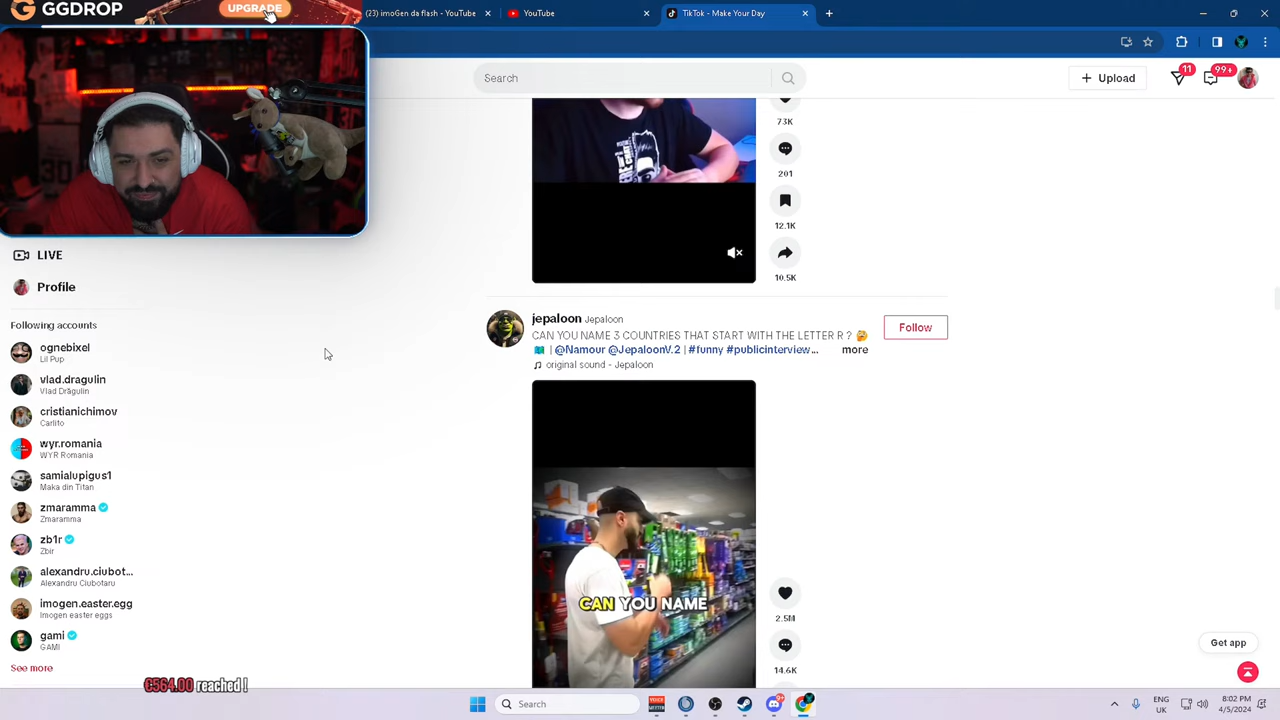 GGDROP
UPGRADE
(23) imoGen da flash - YouTube
YouTube
TikTok - Make Your Day
Search
Upload
11
99+
73K
201
12.1K
10.5K
LIVE
Profile
Following accounts
ognebixel
Lil Pup
vlad.dragulin
Vlad Drăgulin
cristianichimov
Carlito
wyr.romania
WYR Romania
samialupigus1
Maka din Titan
zmaramma
Zmaramma
zb1r
Zbir
alexandru.ciubot...
Alexandru Ciubotaru
imogen.easter.egg
Imogen easter eggs
gami
GAMI
See more
jepaloon Jepaloon
Follow
CAN YOU NAME 3 COUNTRIES THAT START WITH THE LETTER R ? 🤔
| @Namour @JepaloonV.2 | #funny #publicinterview... more
original sound - Jepaloon
CAN YOU NAME
2.5M
14.6K
Get app
€564.00 reached !
Search
ENG
UK
8:02 PM
4/5/2024